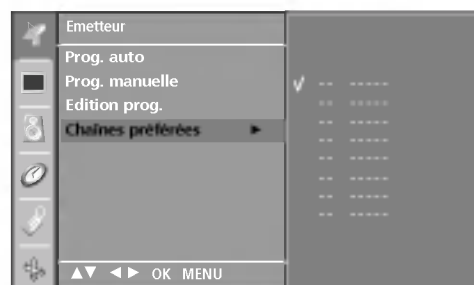 Emetteur
Prog. auto
Prog. manuelle
Edition prog.
Chaînes préférées ►
√ -- -----
-- -----
-- -----
-- -----
-- -----
-- -----
-- -----
-- -----
▲▼ ◄► OK MENU